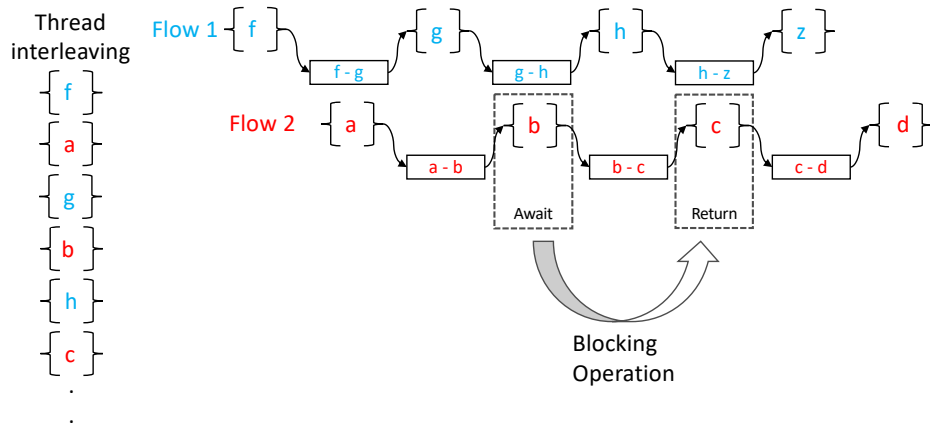 Thread
interleaving
{f}
{a}
{g}
{b}
{h}
{c}
.
.
Flow 1 {f} {g} {h} {z}
f - g g - h h - z
Flow 2 {a} {b} {c} {d}
a - b b - c c - d
Await Return
Blocking
Operation